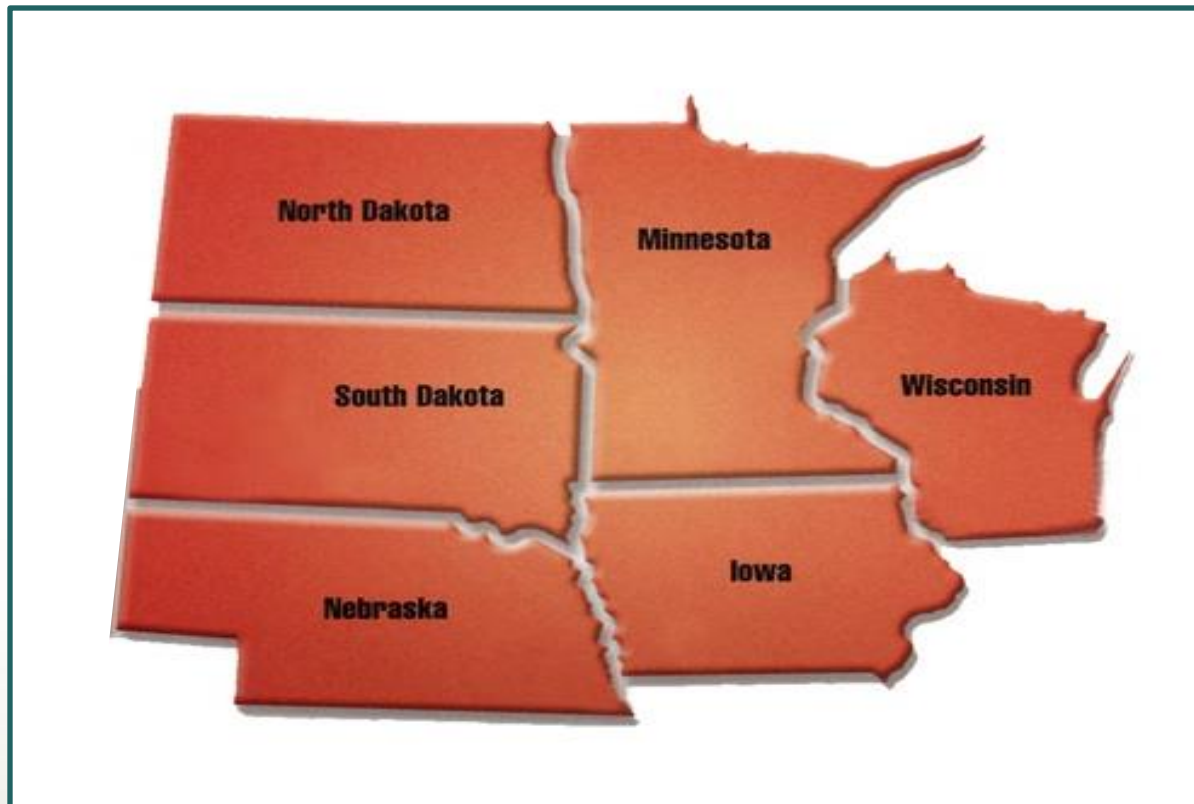 North Dakota
Minnesota
South Dakota
Wisconsin
Iowa
Nebraska